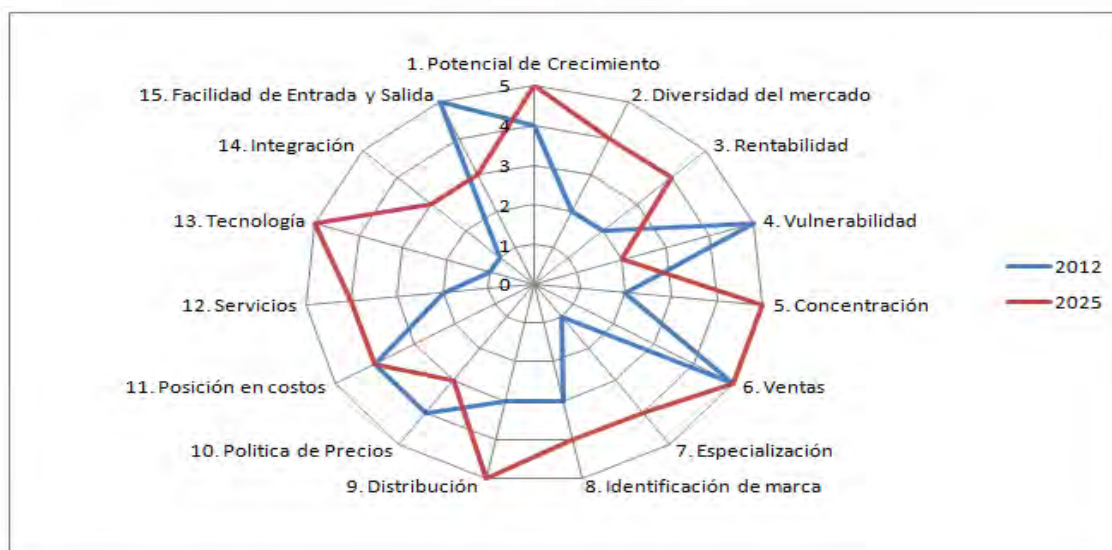 1. Potencial de Crecimiento
2. Diversidad del mercado
3. Rentabilidad
4. Vulnerabilidad
5. Concentración
6. Ventas
7. Especialización
8. Identificación de marca
9. Distribución
10. Politica de Precios
11. Posición en costos
12. Servicios
13. Tecnología
14. Integración
15. Facilidad de Entrada y Salida
5
4
3
2
1
0
2012
2025